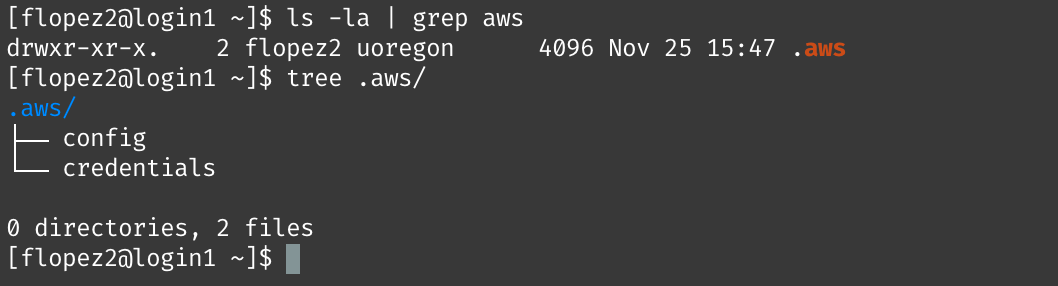 [flopez2@login1 ~]$ ls -la | grep aws
drwxr-xr-x.    2 flopez2 uoregon      4096 Nov 25 15:47 .aws
[flopez2@login1 ~]$ tree .aws/
.aws/
├── config
└── credentials

0 directories, 2 files
[flopez2@login1 ~]$